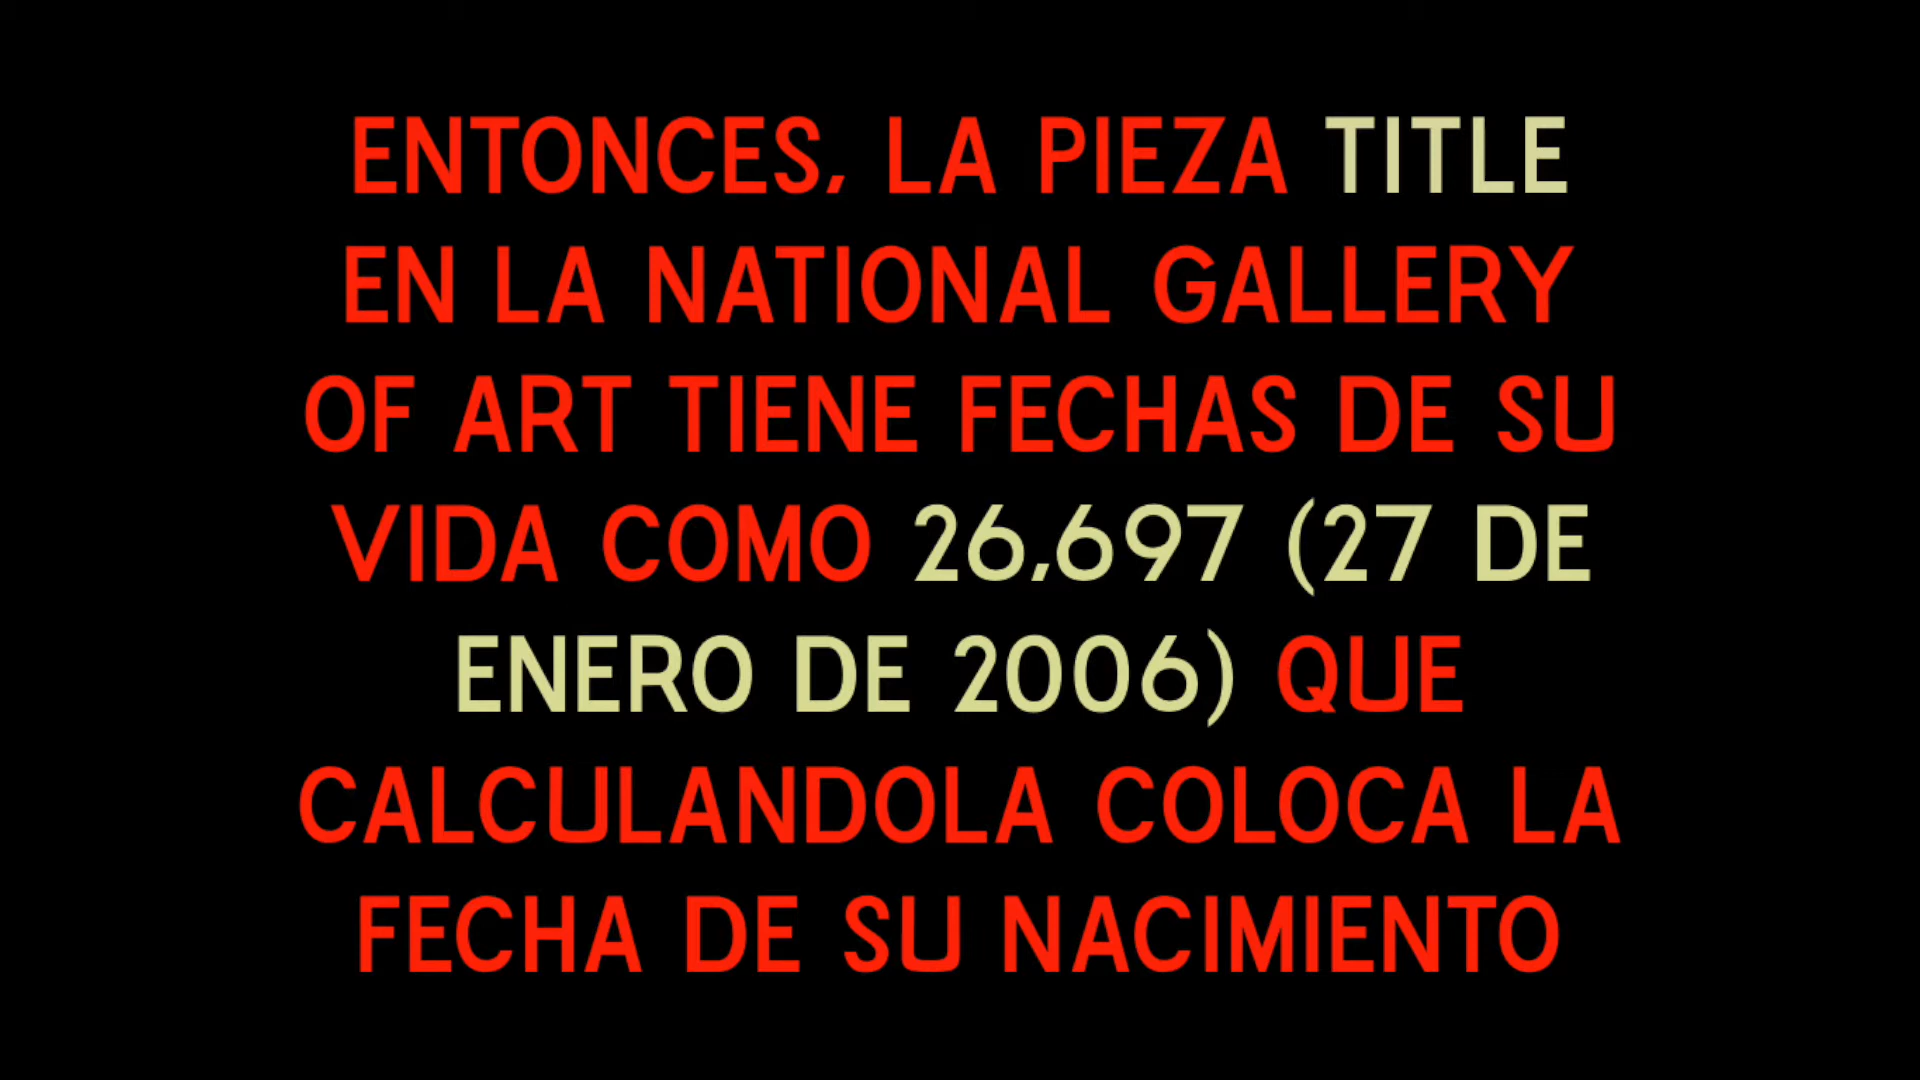 ENTONCES, LA PIEZA TITLE
EN LA NATIONAL GALLERY
OF ART TIENE FECHAS DE SU
VIDA COMO 26,697 (27 DE
ENERO DE 2006) QUE
CALCULANDOLA COLOCA LA
FECHA DE SU NACIMIENTO